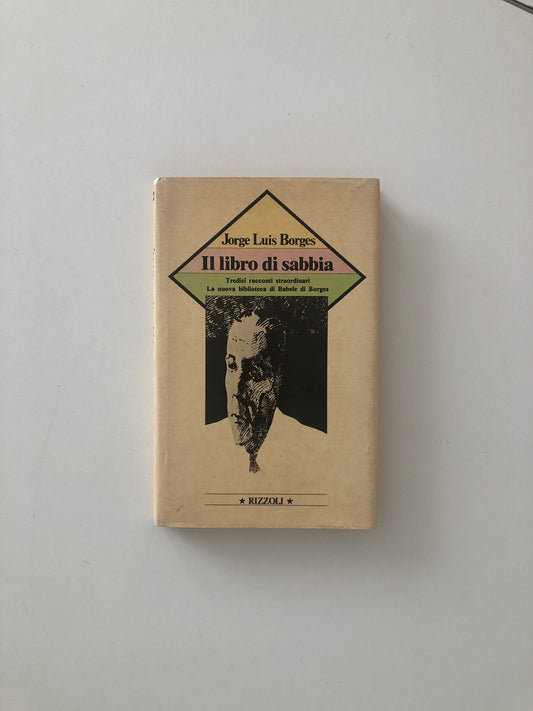 Jorge Luis Borges
Il libro di sabbia
Tredici racconti straordinari
La nuova biblioteca di Babele di Borges
★ RIZZOLI ★